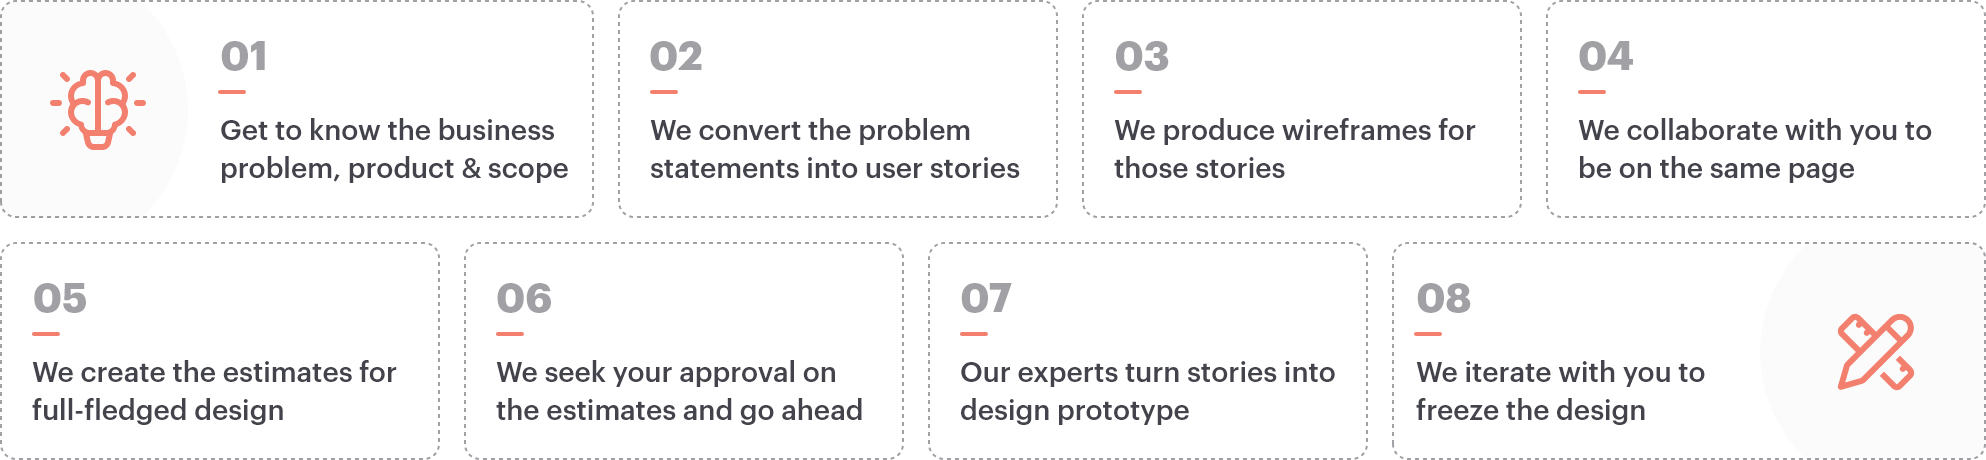 01
Get to know the business
problem, product & scope
02
We convert the problem
statements into user stories
03
We produce wireframes for
those stories
04
We collaborate with you to
be on the same page
05
We create the estimates for
full-fledged design
06
We seek your approval on
the estimates and go ahead
07
Our experts turn stories into
design prototype
08
We iterate with you to
freeze the design